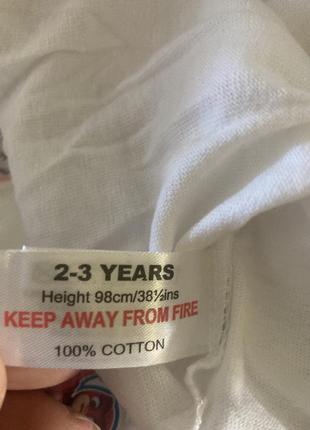 2-3 YEARS
Height 98cm/38½ins
KEEP AWAY FROM FIRE
100% COTTON